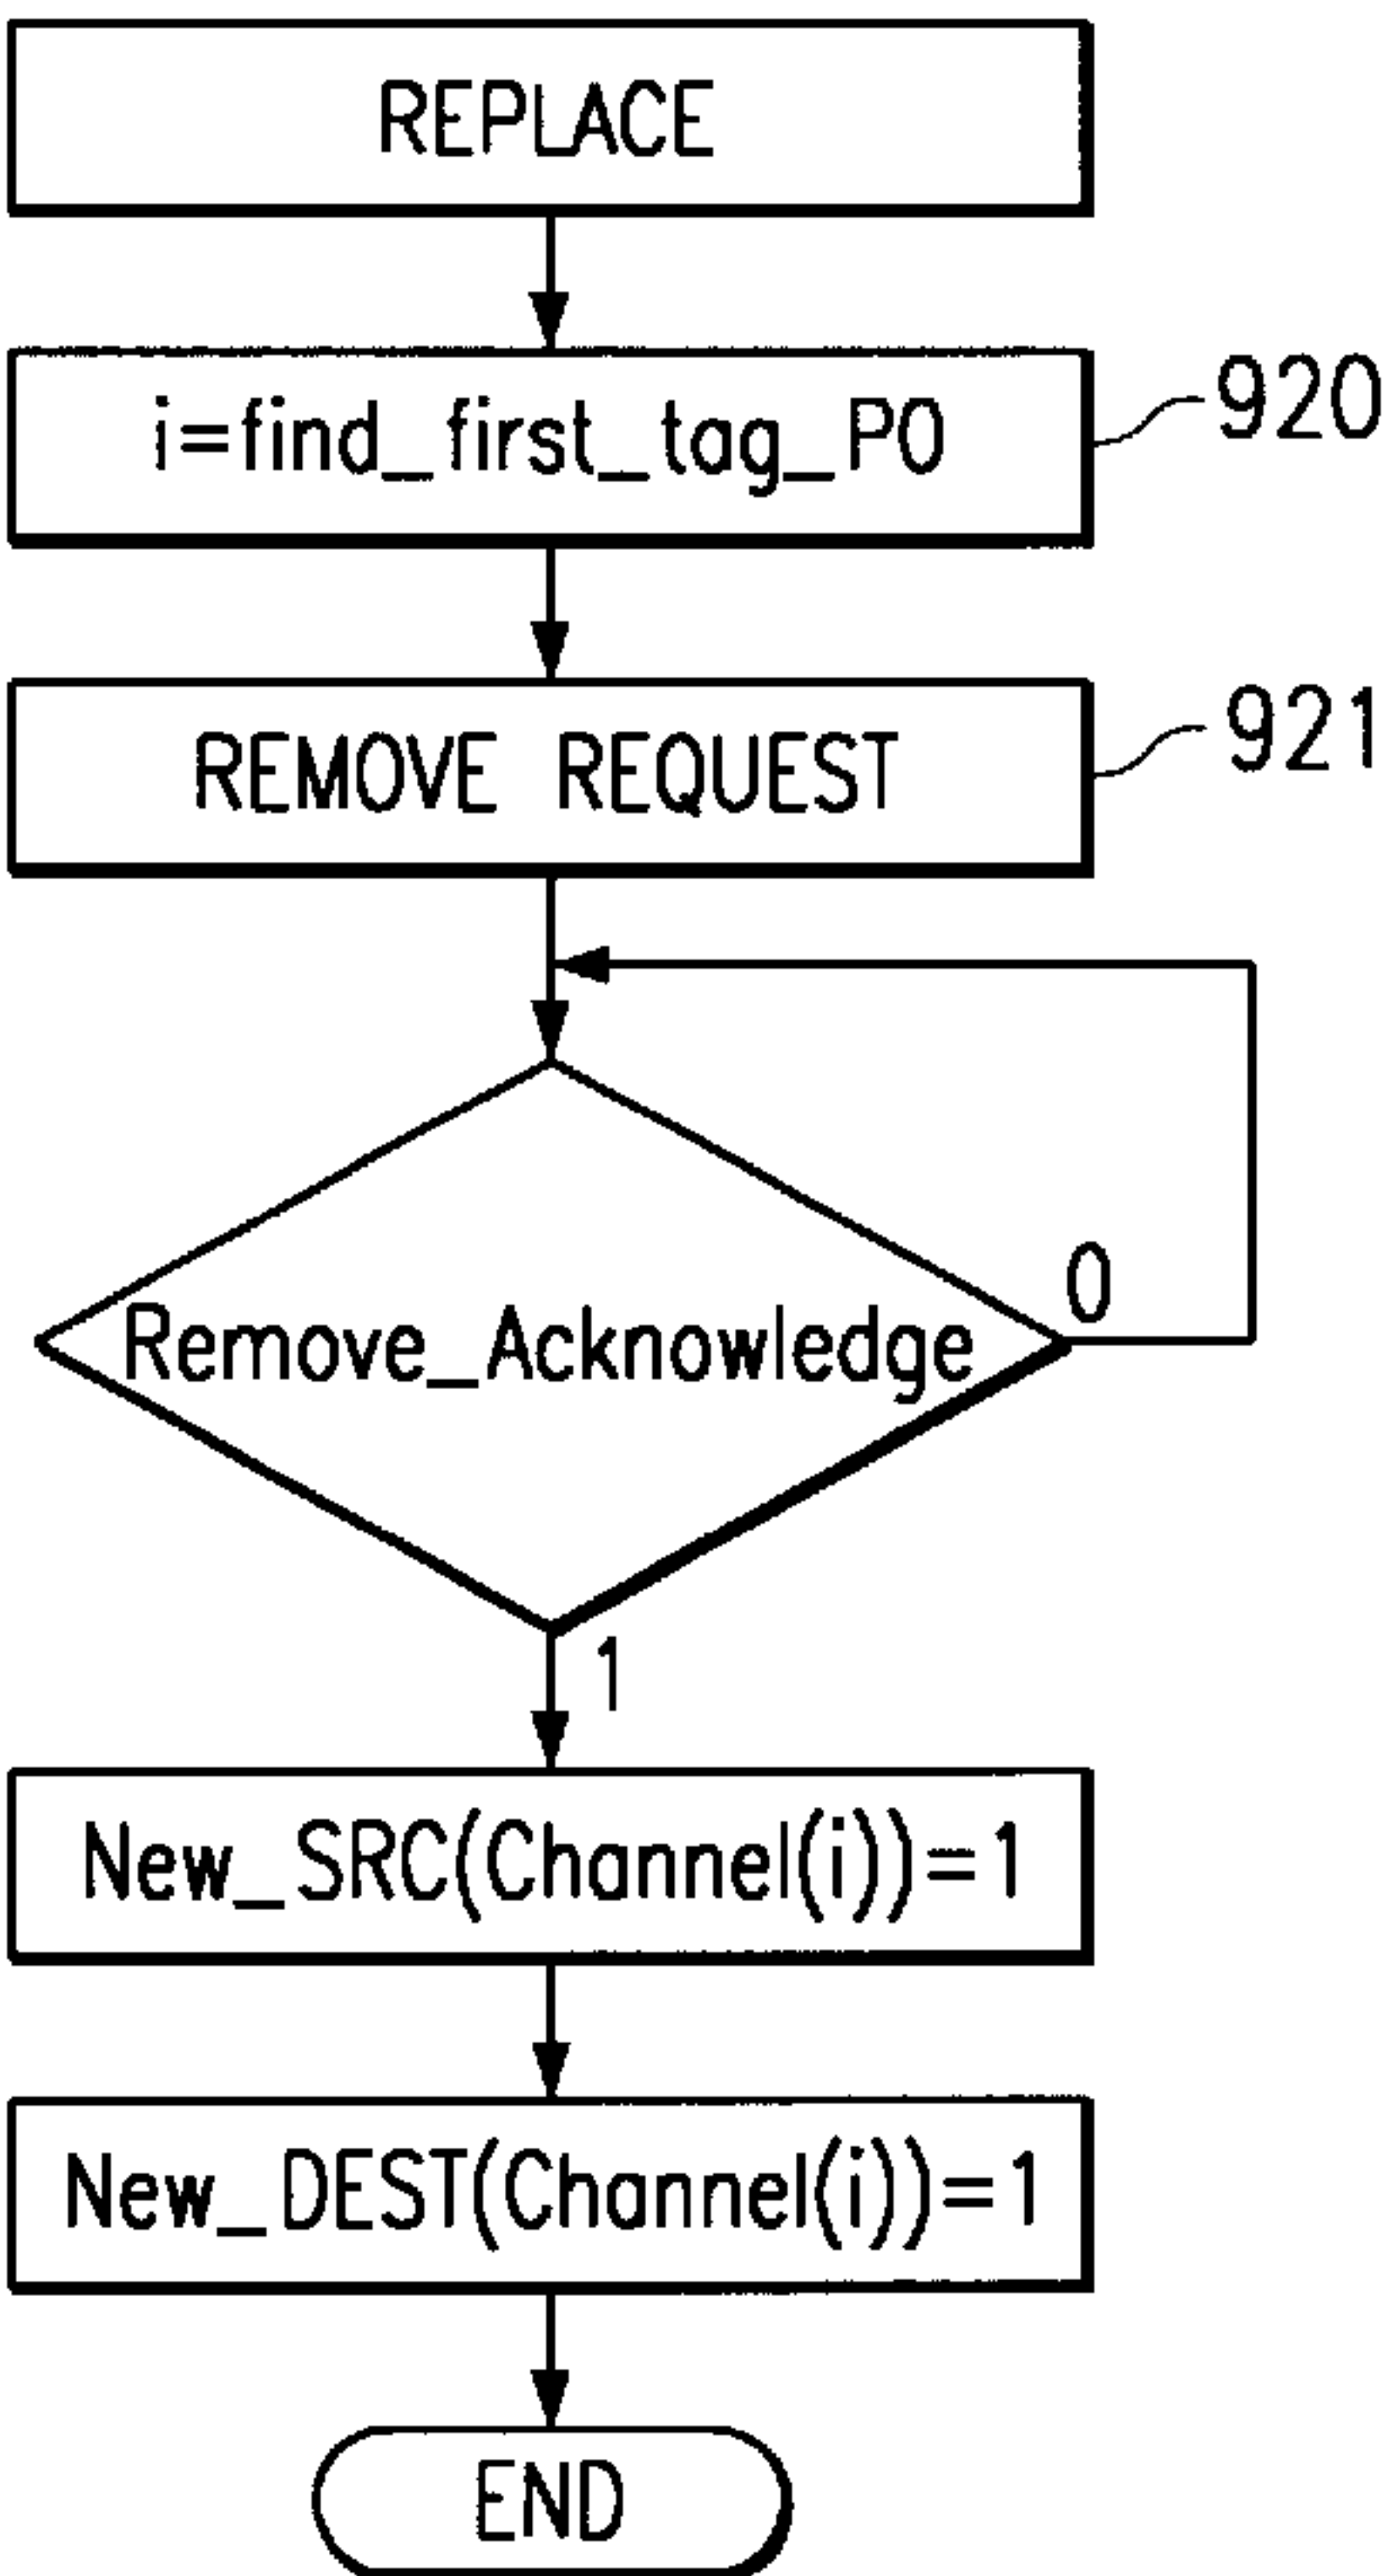 REPLACE
i=find_first_tag_P0
920
REMOVE REQUEST
921
Remove_Acknowledge
0
1
New_SRC(Channel(i))=1
New_DEST(Channel(i))=1
END